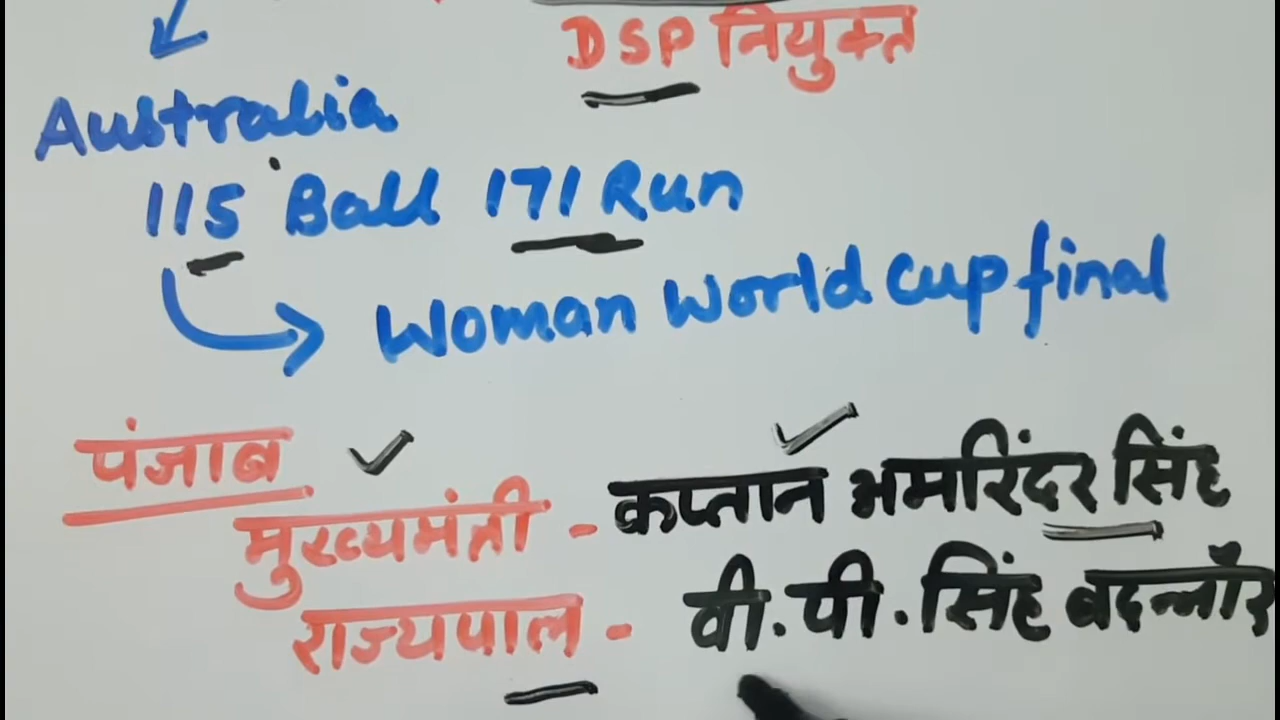 DSP नियुक्त
Australia
115 Ball 171 Run
Woman World Cup final
पंजाब
मुख्यमंत्री - कप्तान अमरिंदर सिंह
राज्यपाल - वी.पी.सिंह बदन्नौर